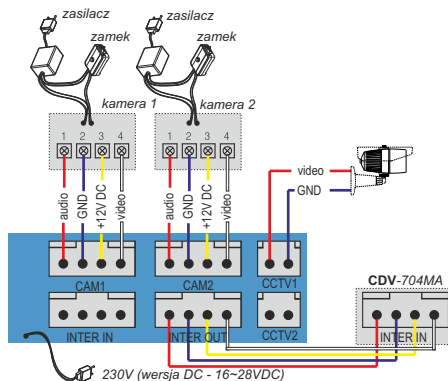 zasilacz zasilacz
zamek zamek
kamera 1 kamera 2
1 2 3 4 1 2 3 4
audio GND +12V DC video audio GND +12V DC video
video
GND
CAM1 CAM2 CCTV1
CDV-704MA
INTER IN INTER OUT CCTV2 INTER IN
230V (wersja DC - 16~28VDC)